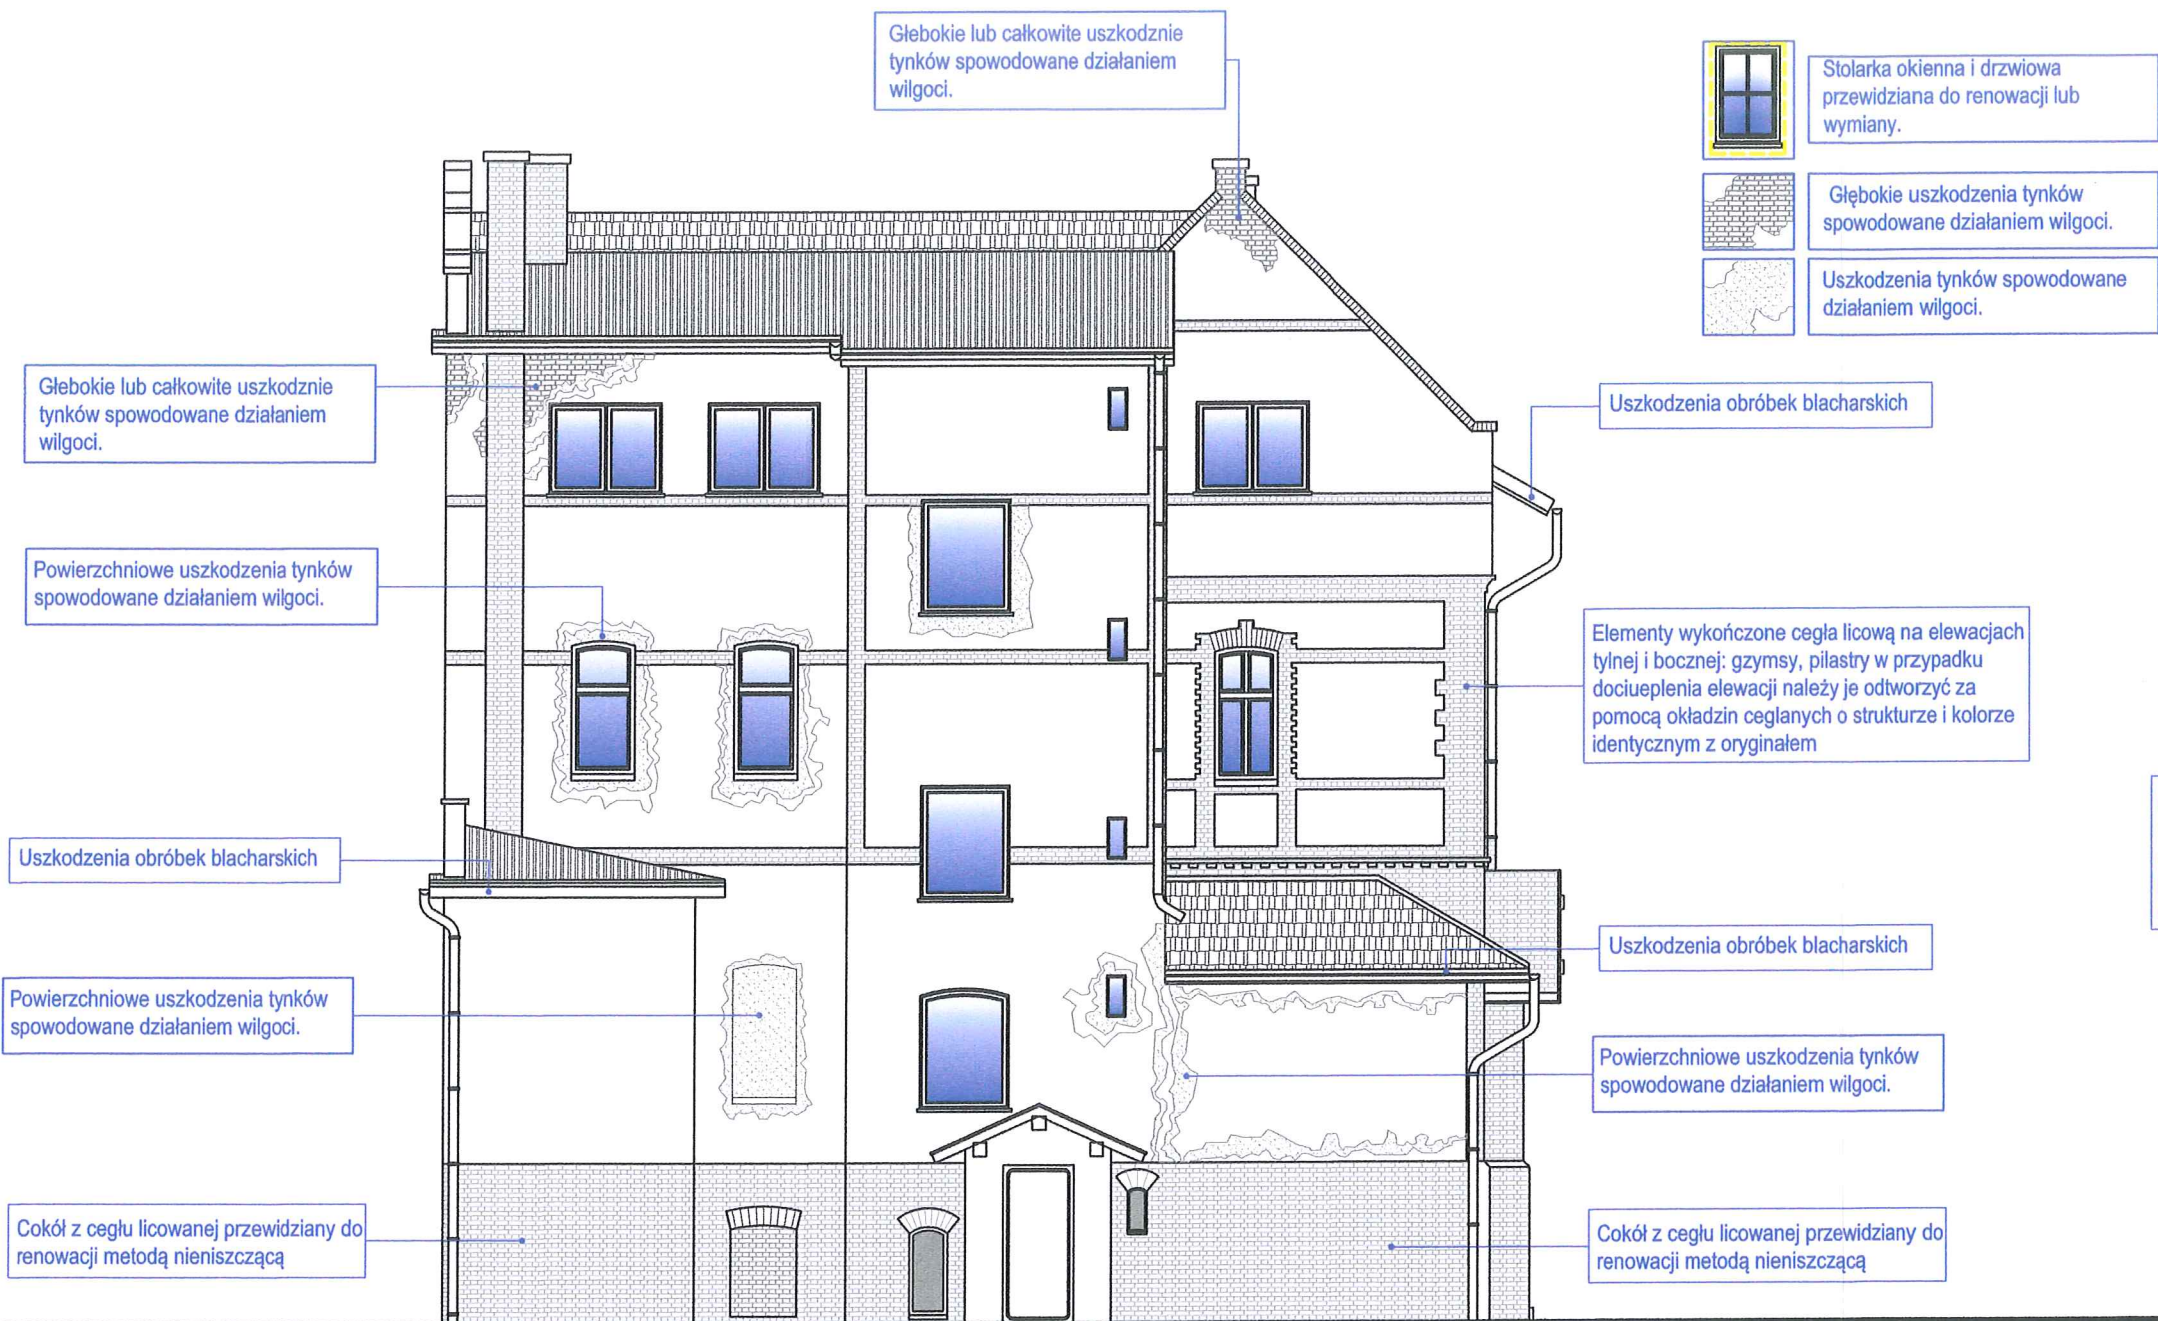 Głebokie lub całkowite uszkodznie
tynków spowodowane działaniem
wilgoci.
Stolarka okienna i drzwiowa
przewidziana do renowacji lub
wymiany.
Głębokie uszkodzenia tynków
spowodowane działaniem wilgoci.
Uszkodzenia tynków spowodowane
działaniem wilgoci.
Głebokie lub całkowite uszkodznie
tynków spowodowane działaniem
wilgoci.
Uszkodzenia obróbek blacharskich
Powierzchniowe uszkodzenia tynków
spowodowane działaniem wilgoci.
Elementy wykończone cegła licową na elewacjach
tylnej i bocznej: gzymsy, pilastry w przypadku
dociueplenia elewacji należy je odtworzyć za
pomocą okładzin ceglanych o strukturze i kolorze
identycznym z oryginałem
Uszkodzenia obróbek blacharskich
Uszkodzenia obróbek blacharskich
Powierzchniowe uszkodzenia tynków
spowodowane działaniem wilgoci.
Powierzchniowe uszkodzenia tynków
spowodowane działaniem wilgoci.
Cokół z cegłu licowanej przewidziany do
renowacji metodą nieniszczącą
Cokół z cegłu licowanej przewidziany do
renowacji metodą nieniszczącą